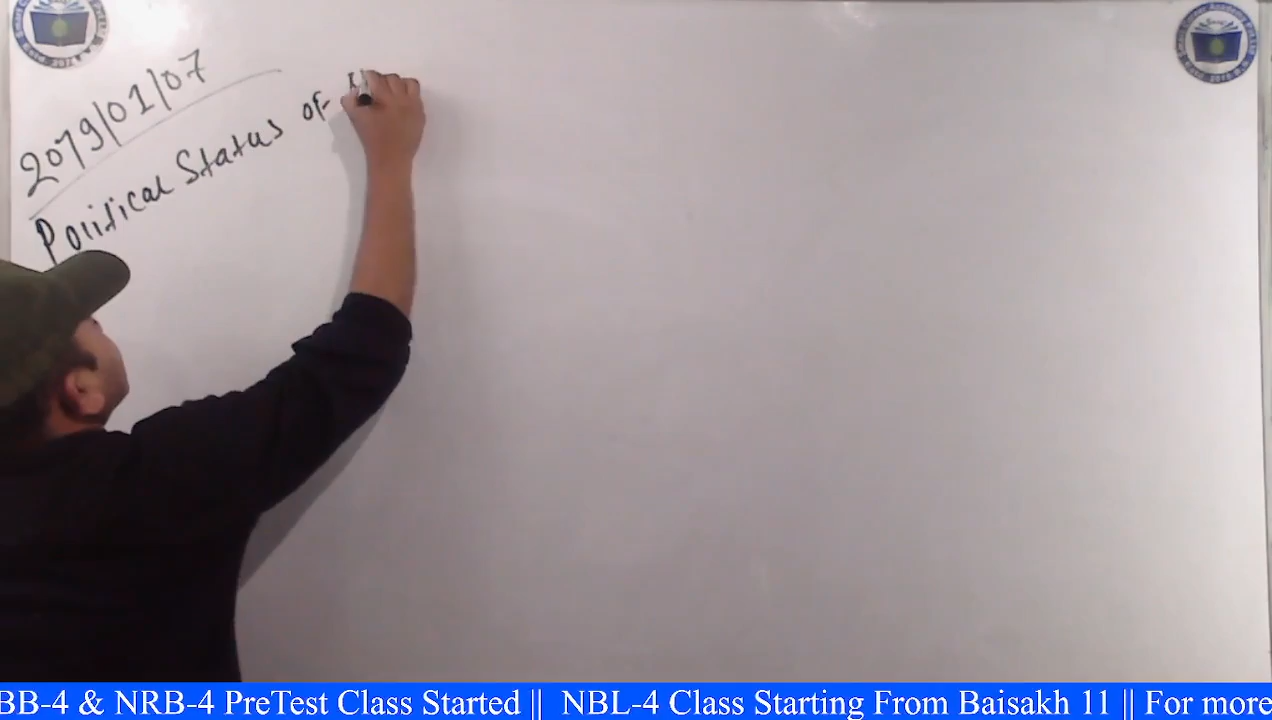 2079/01/07
Political Status of
BB-4 & NRB-4 PreTest Class Started || NBL-4 Class Starting From Baisakh 11 || For more